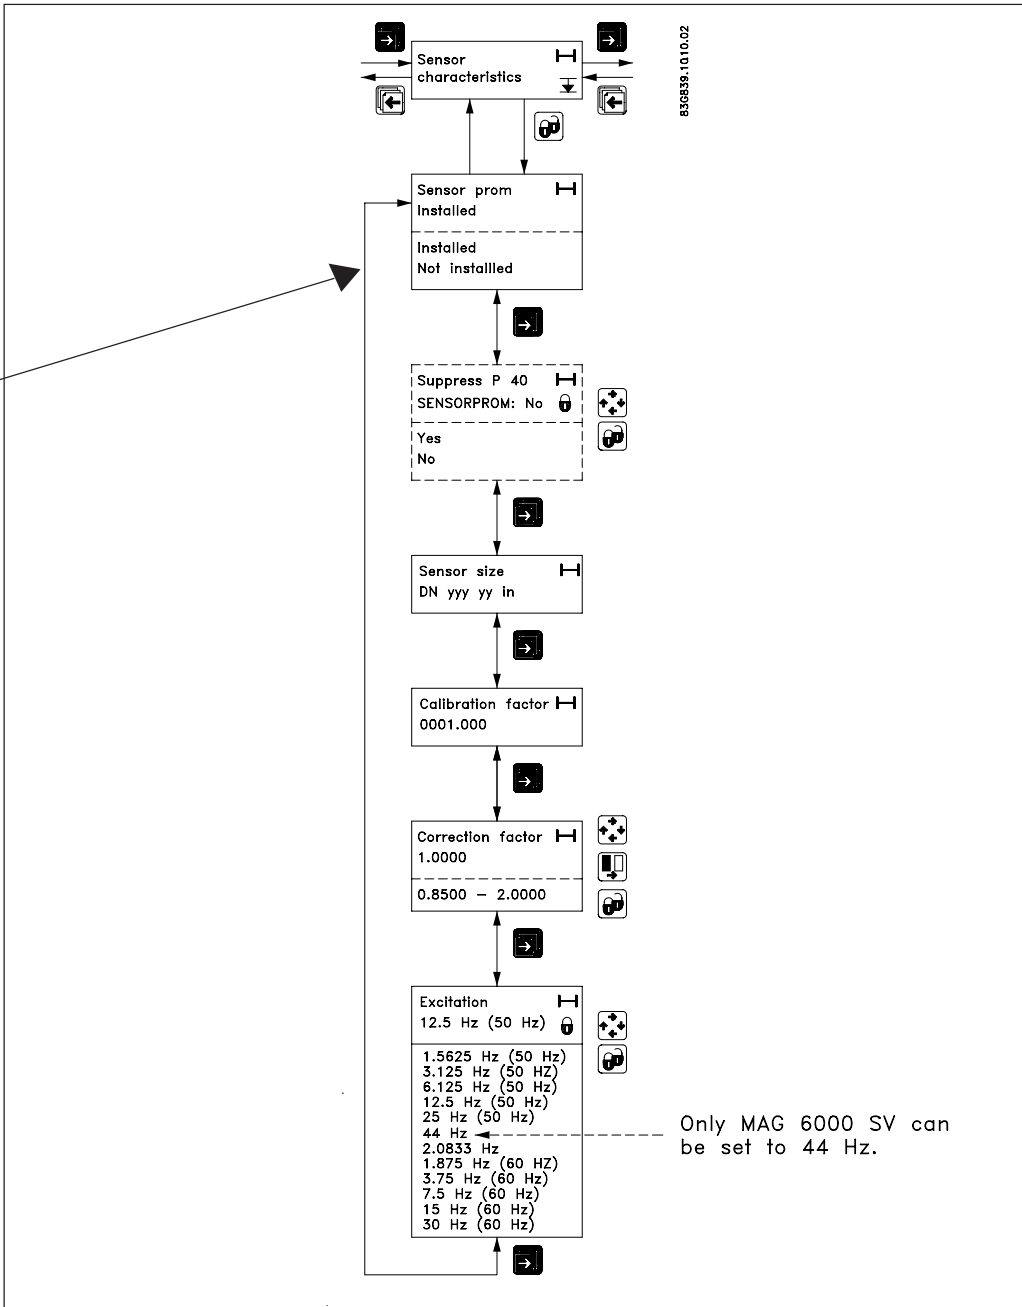 Sensor
characteristics
83G839.10.10.02
Sensor prom
Installed
Installed
Not installled
Suppress P 40
SENSORPROM: No
Yes
No
Sensor size
DN yyy yy in
Calibration factor
0001.000
Correction factor
1.0000
0.8500 – 2.0000
Excitation
12.5 Hz (50 Hz)
1.5625 Hz (50 Hz)
3.125 Hz (50 HZ)
6.125 Hz (50 Hz)
12.5 Hz (50 Hz)
25 Hz (50 Hz)
44 Hz
2.0833 Hz
1.875 Hz (60 HZ)
3.75 Hz (60 Hz)
7.5 Hz (60 Hz)
15 Hz (60 Hz)
30 Hz (60 Hz)
Only MAG 6000 SV can
be set to 44 Hz.